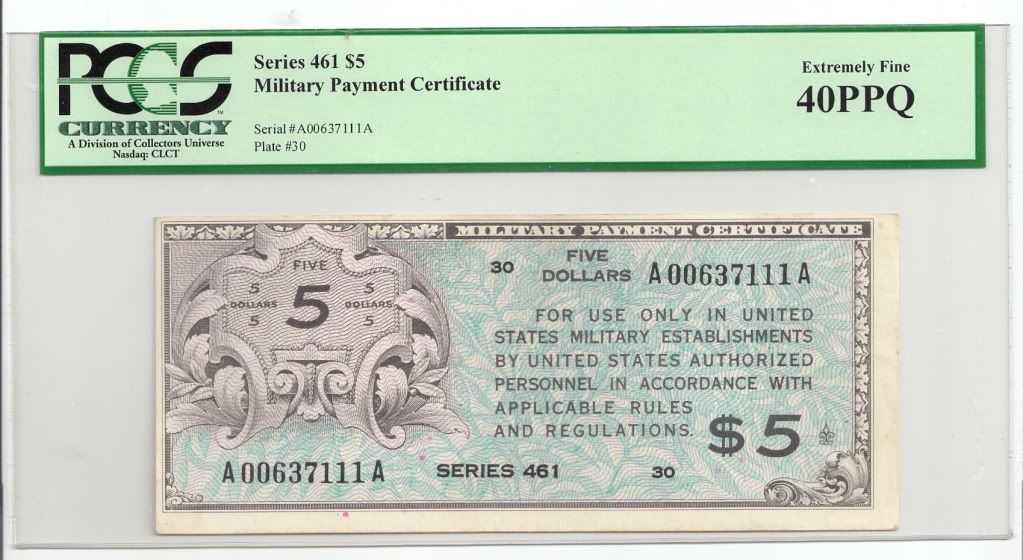 PCGS
CURRENCY
A Division of Collectors Universe
Nasdaq: CLCT
Series 461 $5
Military Payment Certificate
Serial #A00637111A
Plate #30
Extremely Fine
40PPQ
MILITARY PAYMENT CERTIFICATE
FIVE
5 5
DOLLARS 5 DOLLARS
5 5
30 FIVE DOLLARS A00637111A
FOR USE ONLY IN UNITED
STATES MILITARY ESTABLISHMENTS
BY UNITED STATES AUTHORIZED
PERSONNEL IN ACCORDANCE WITH
APPLICABLE RULES
AND REGULATIONS. $5
A00637111A SERIES 461 30